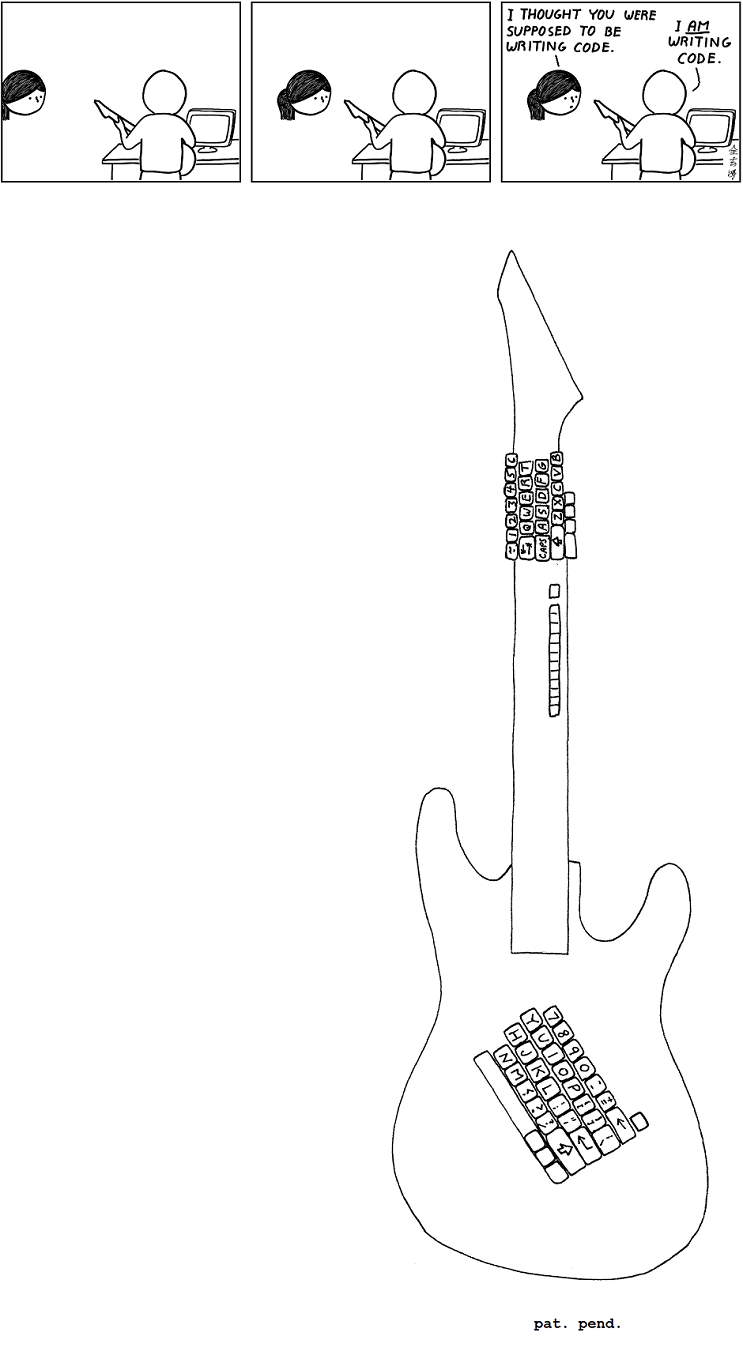 I THOUGHT YOU WERE
SUPPOSED TO BE
WRITING CODE.
I AM
WRITING
CODE.
1 2 3 4 5
Q W E R T
CAPS A S D F G
Z X C V B
7 8 9 0 - =+
Y U I O P {[ }] |\
H J K L :; "'
N M < > ?/
pat. pend.